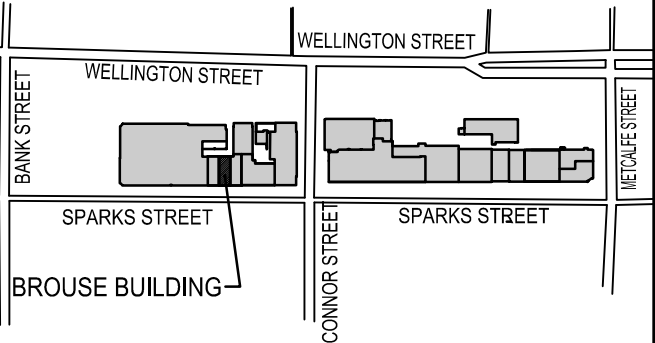 WELLINGTON STREET
WELLINGTON STREET
BANK STREET
METCALFE STREET
SPARKS STREET
CONNOR STREET
SPARKS STREET
BROUSE BUILDING